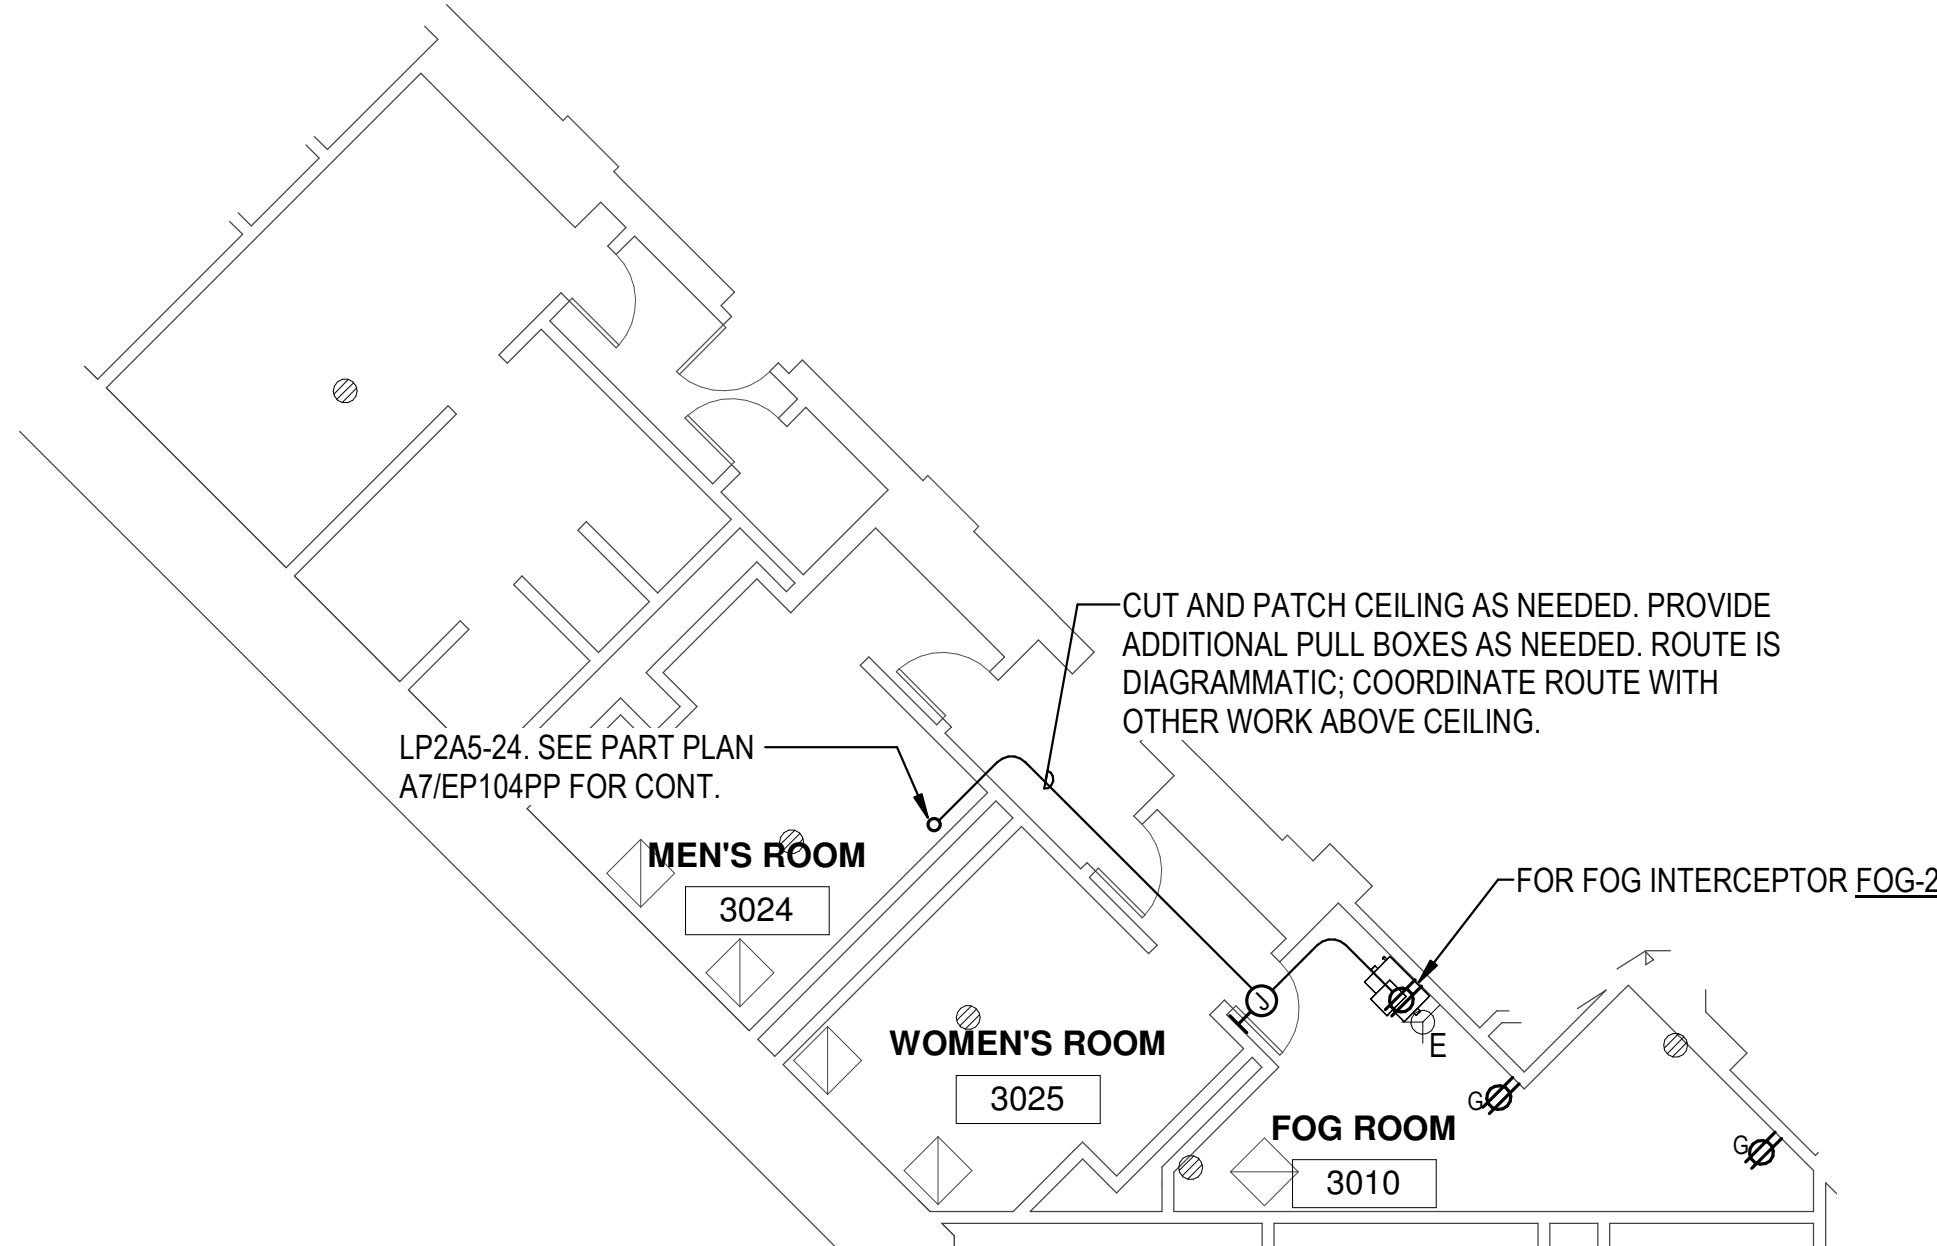 CUT AND PATCH CEILING AS NEEDED. PROVIDE
ADDITIONAL PULL BOXES AS NEEDED. ROUTE IS
DIAGRAMMATIC; COORDINATE ROUTE WITH
OTHER WORK ABOVE CEILING.
LP2A5-24. SEE PART PLAN
A7/EP104PP FOR CONT.
MEN'S ROOM
3024
FOR FOG INTERCEPTOR FOG-2
J
E
WOMEN'S ROOM
3025
G
FOG ROOM
3010
G